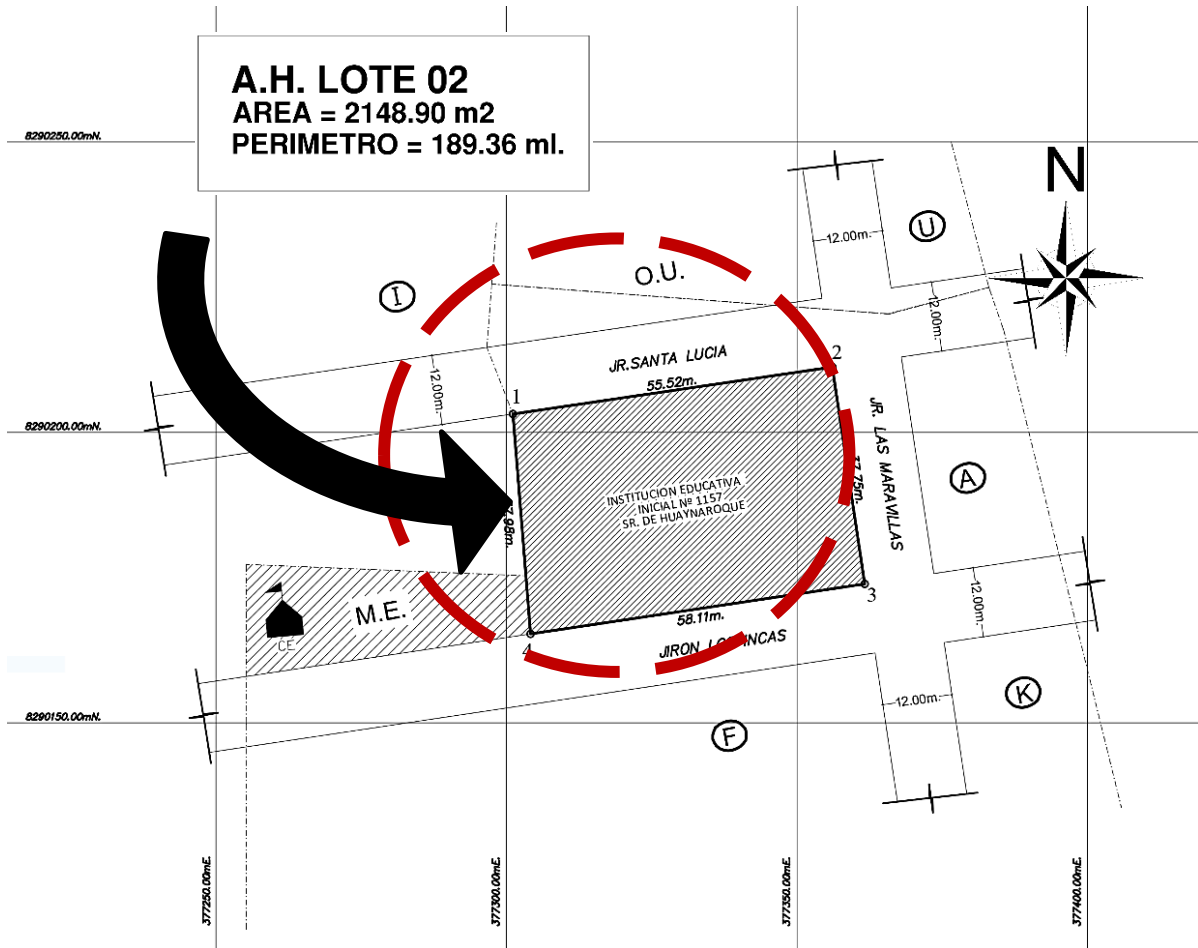 A.H. LOTE 02
AREA = 2148.90 m2
PERIMETRO = 189.36 ml.
8290250.00mN.
N
U
12.00m.
O.U.
I
12.00m.
JR.SANTA LUCIA
2
12.00m.
55.52m.
1
8290200.00mN.
JR. LAS MARAVILLAS
A
INSTITUCION EDUCATIVA
INICIAL Nº 1157
SR. DE HUAYNAROQUE
12.00m.
3
M.E.
58.11m.
CE
4
JIRON
K
12.00m.
8290150.00mN.
F
377250.00mE.
377300.00mE.
377350.00mE.
377400.00mE.